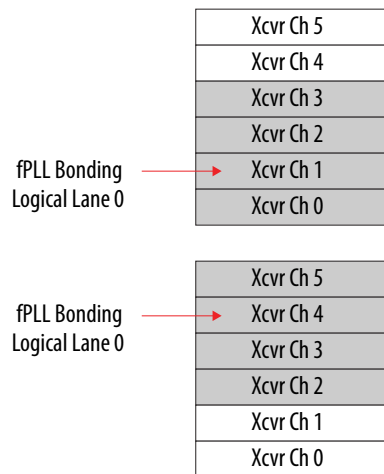 Xcvr Ch 5
Xcvr Ch 4
Xcvr Ch 3
Xcvr Ch 2
fPLL Bonding
Logical Lane 0
Xcvr Ch 1
Xcvr Ch 0
Xcvr Ch 5
fPLL Bonding
Logical Lane 0
Xcvr Ch 4
Xcvr Ch 3
Xcvr Ch 2
Xcvr Ch 1
Xcvr Ch 0